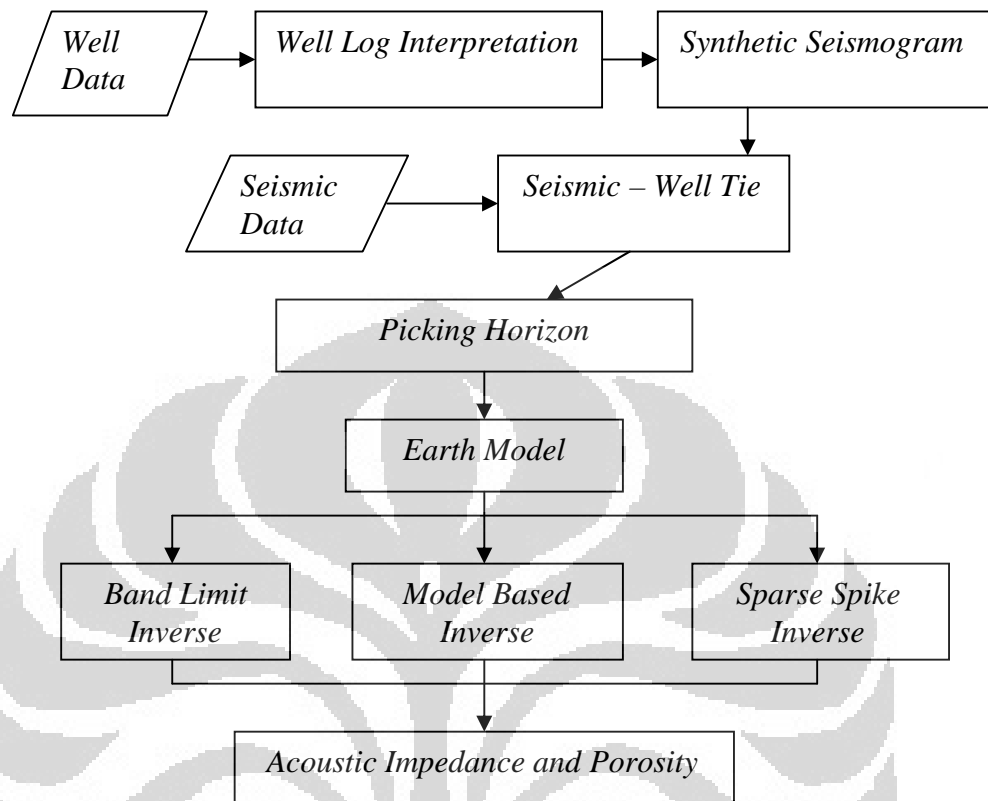 Well
Data
Well Log Interpretation
Synthetic Seismogram
Seismic
Data
Seismic – Well Tie
Picking Horizon
Earth Model
Band Limit
Inverse
Model Based
Inverse
Sparse Spike
Inverse
Acoustic Impedance and Porosity